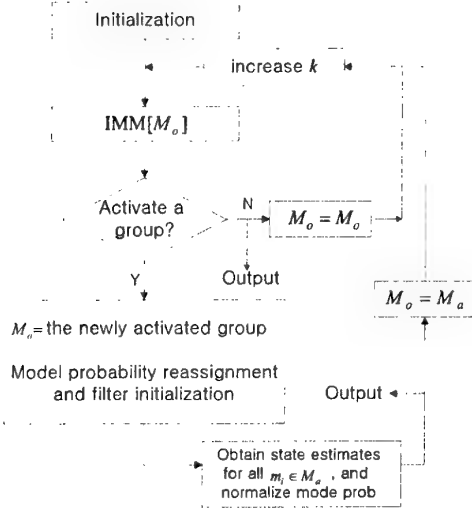 Initialization
increase k
IMM[M_o]
Activate a
group?
N
M_o = M_o
Y
Output
M_o = M_a
M_a = the newly activated group
Model probability reassignment
and filter initialization
Output
Obtain state estimates
for all m_i ∈ M_a , and
normalize mode prob